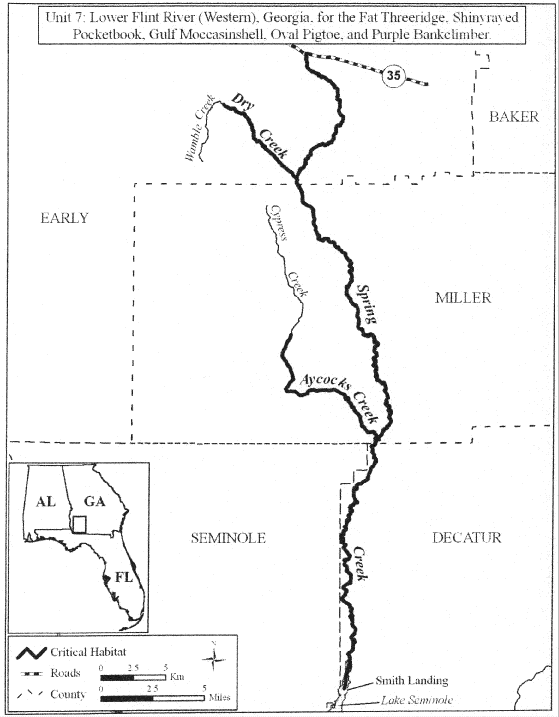 Unit 7: Lower Flint River (Western), Georgia, for the Fat Threeridge, Shinyrayed
Pocketbook, Gulf Moccasinshell, Oval Pigtoe, and Purple Bankclimber.
35
BAKER
Wamble Creek
Dry
Creek
EARLY
Cypress
Creek
Spring
MILLER
Aycocks Creek
SEMINOLE
DECATUR
Creek
AL
GA
FL
Critical Habitat
Roads
County
N
0 2.5 5
Km
0 2.5 5
Miles
Smith Landing
Lake Seminole